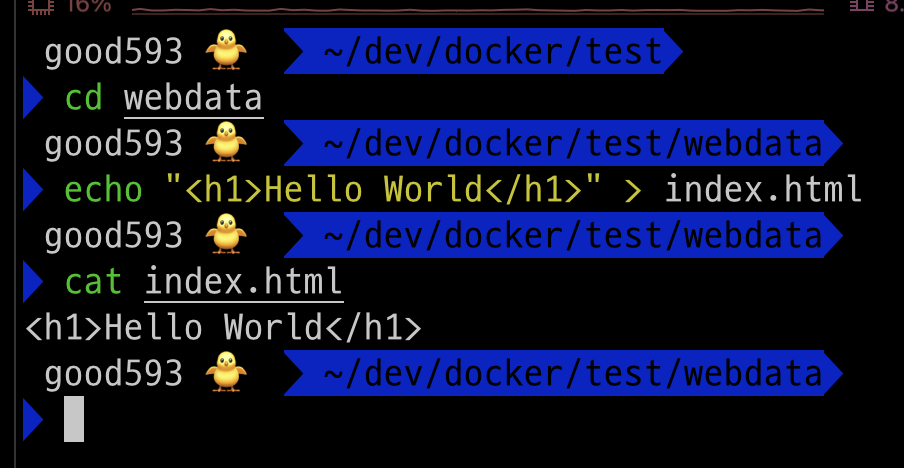 16% 8.
good593 🐥 ~/dev/docker/test
cd webdata
good593 🐥 ~/dev/docker/test/webdata
echo "<h1>Hello World</h1>" > index.html
good593 🐥 ~/dev/docker/test/webdata
cat index.html
<h1>Hello World</h1>
good593 🐥 ~/dev/docker/test/webdata